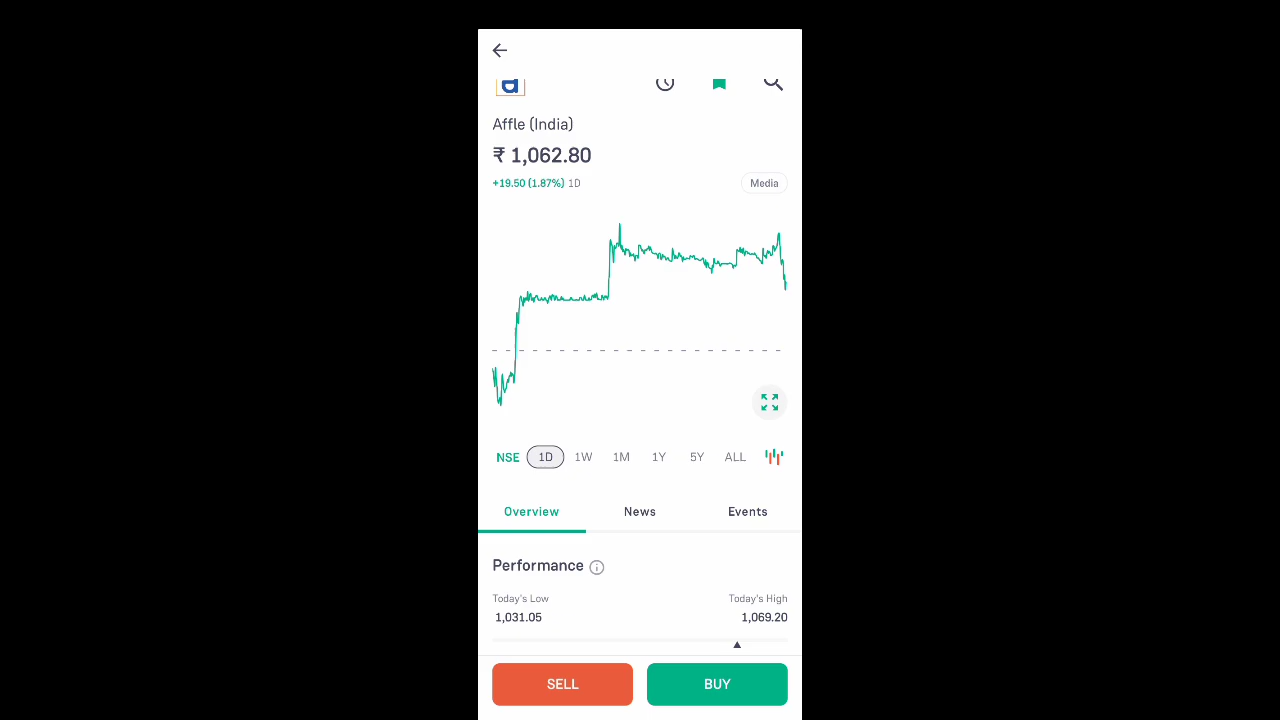 Affle (India)
₹ 1,062.80
+19.50 (1.87%) 1D
Media
NSE 1D 1W 1M 1Y 5Y ALL
Overview News Events
Performance
Today's Low Today's High
1,031.05 1,069.20
SELL BUY